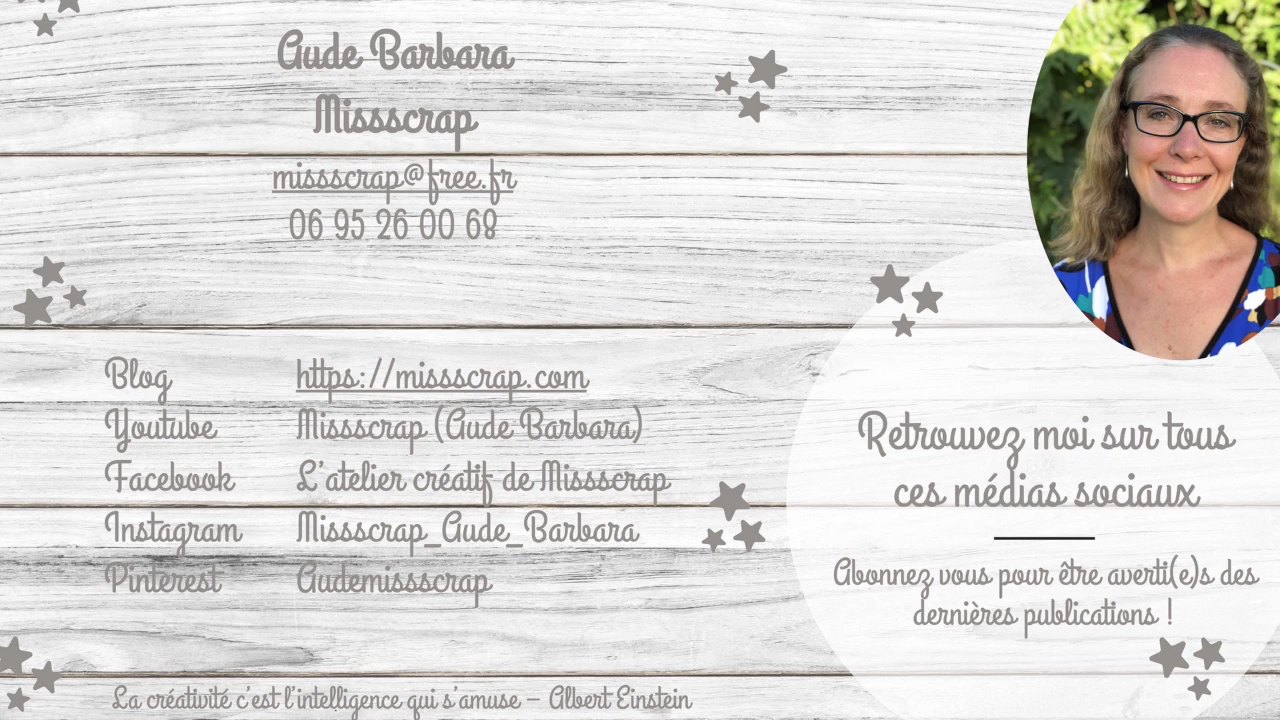 Aude Barbara
Missscrap
missscrap@free.fr
06 95 26 00 68
Blog https://missscrap.com
Youtube Missscrap (Aude Barbara)
Facebook L'atelier créatif de Missscrap
Instagram Missscrap_Aude_Barbara
Pinterest Audemissscrap
Retrouvez moi sur tous
ces médias sociaux
Abonnez vous pour être averti(e)s des
dernières publications !
La créativité c'est l'intelligence qui s'amuse – Albert Einstein